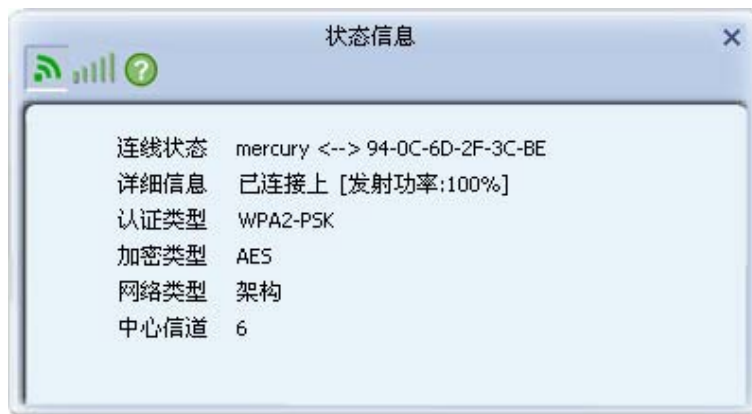 状态信息
连线状态 mercury <--> 94-0C-6D-2F-3C-BE
详细信息 已连接上 [发射功率:100%]
认证类型 WPA2-PSK
加密类型 AES
网络类型 架构
中心信道 6